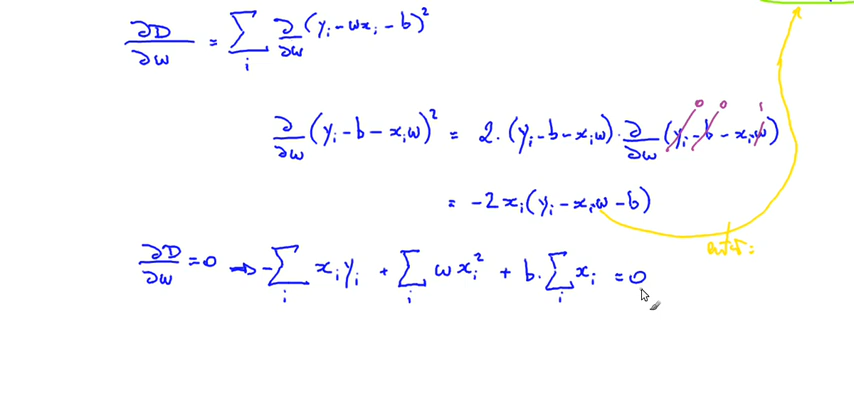 ∂D/∂w = Σ_i ∂/∂w (y_i - wx_i - b)²
∂/∂w (y_i - b - x_i w)² = 2 · (y_i - b - x_i w) · ∂/∂w (y_i - b - x_i w) 0 0 1
= -2x_i (y_i - x_i w - b)
∂D/∂w = 0 → -Σ_i x_i y_i + Σ_i w x_i² + b · Σ_i x_i = 0